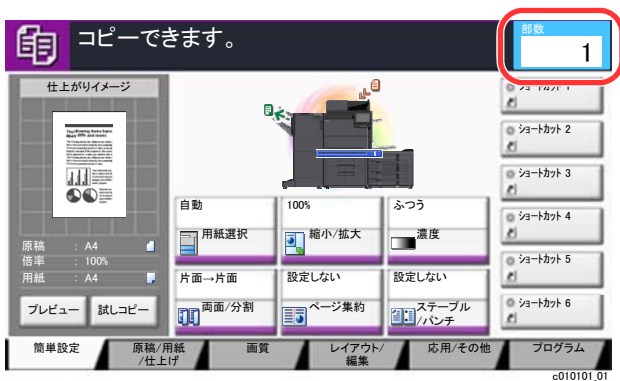 コピーできます。
部数
1
仕上がりイメージ
原稿 : A4
倍率 : 100%
用紙 : A4
プレビュー
試しコピー
自動
用紙選択
100%
縮小/拡大
ふつう
濃度
片面→片面
両面/分割
設定しない
ページ集約
設定しない
ステープル
/パンチ
ショートカット 1
ショートカット 2
ショートカット 3
ショートカット 4
ショートカット 5
ショートカット 6
簡単設定
原稿/用紙
/仕上げ
画質
レイアウト/
編集
応用/その他
プログラム
c010101_01